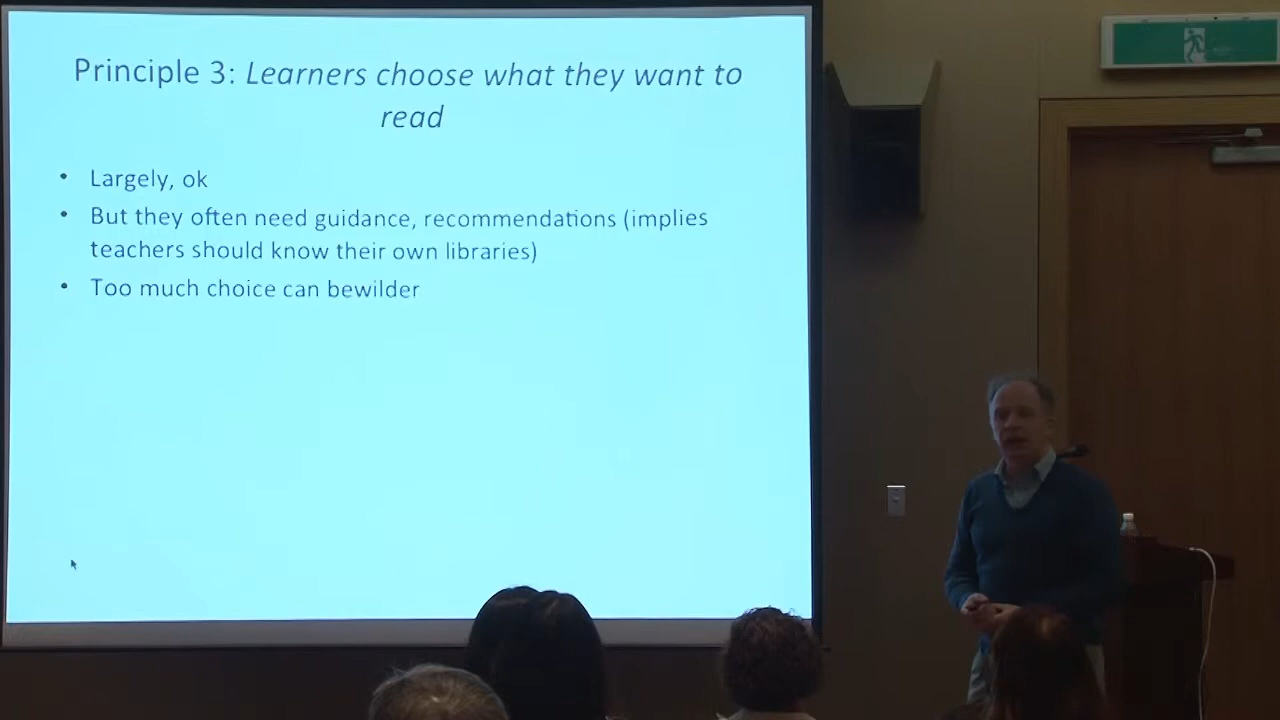 Principle 3: Learners choose what they want to
read
• Largely, ok
• But they often need guidance, recommendations (implies
teachers should know their own libraries)
• Too much choice can bewilder